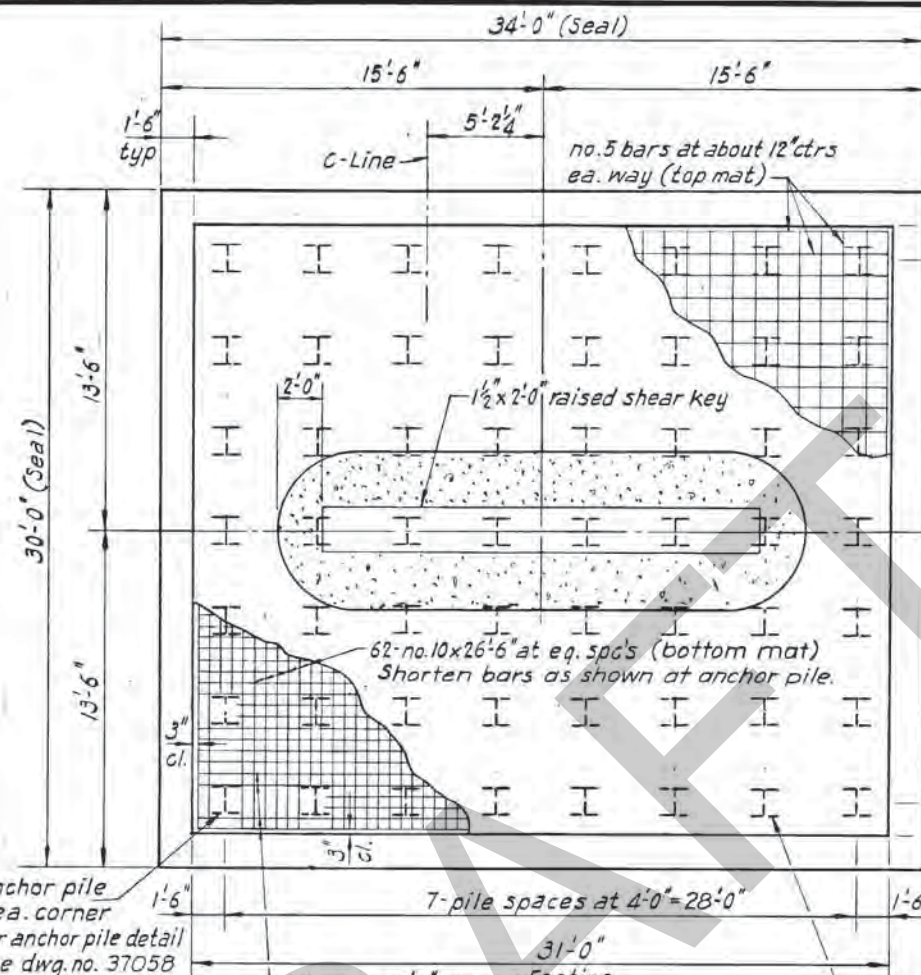 34'-0" (Seal)
15'-6" 15'-6"
1'-6"
typ
5'-2¼"
C-Line
no.5 bars at about 12"ctrs
ea. way (top mat)
13'-6"
30'-0" (Seal)
2'-0"
1½"x 2'-0" raised shear key
13'-6"
62-no.10x26'-6" at eq. spc's (bottom mat)
Shorten bars as shown at anchor pile.
3"
cl.
3"
cl.
nchor pile
ea. corner
r anchor pile detail
e dwg. no. 37058
1'-6" 7-pile spaces at 4'-0"=28'-0" 1'-6
31'-0"